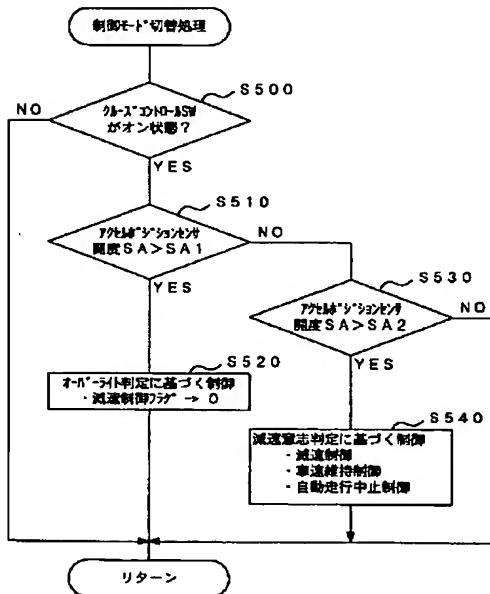 制御モード切替処理
S500
NO
クルーズコントロールSW
がオン状態？
YES
S510
アクセルポジションセンサ
開度SA＞SA1
NO
YES
S530
アクセルポジションセンサ
開度SA＞SA2
NO
YES
S520
オーバーライト判定に基づく制御
・減速制御フラグ → 0
S540
減速意志判定に基づく制御
・減速制御
・車速維持制御
・自動走行中止制御
リターン